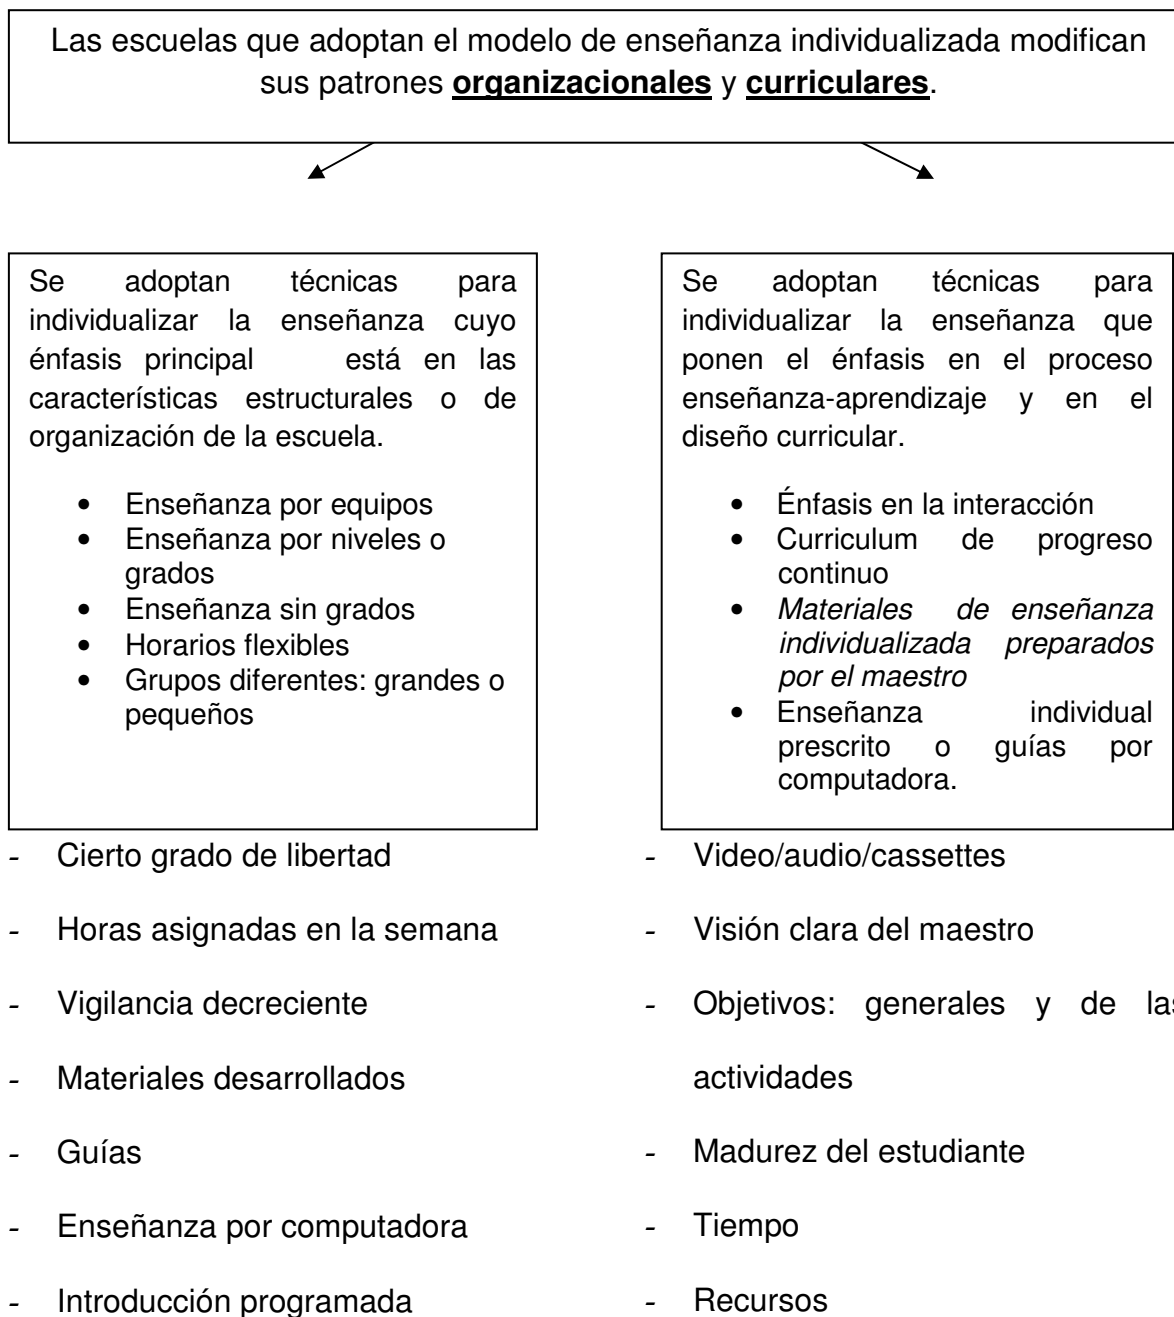 Las escuelas que adoptan el modelo de enseñanza individualizada modifican
sus patrones organizacionales y curriculares.
Se adoptan técnicas para
individualizar la enseñanza cuyo
énfasis principal está en las
características estructurales o de
organización de la escuela.
• Enseñanza por equipos
• Enseñanza por niveles o
grados
• Enseñanza sin grados
• Horarios flexibles
• Grupos diferentes: grandes o
pequeños
Se adoptan técnicas para
individualizar la enseñanza que
ponen el énfasis en el proceso
enseñanza-aprendizaje y en el
diseño curricular.
• Énfasis en la interacción
• Curriculum de progreso
continuo
• Materiales de enseñanza
individualizada preparados
por el maestro
• Enseñanza individual
prescrito o guías por
computadora.
- Cierto grado de libertad
- Horas asignadas en la semana
- Vigilancia decreciente
- Materiales desarrollados
- Guías
- Enseñanza por computadora
- Introducción programada
- Video/audio/cassettes
- Visión clara del maestro
- Objetivos: generales y de las
actividades
- Madurez del estudiante
- Tiempo
- Recursos